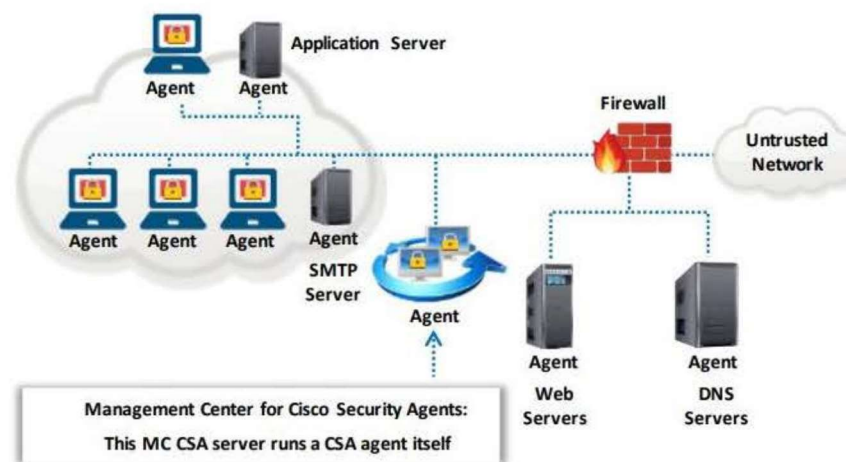 Application Server
Agent
Agent
Firewall
Untrusted
Network
Agent
Agent
Agent
Agent
SMTP
Server
Agent
Agent
Web
Servers
Agent
DNS
Servers
Management Center for Cisco Security Agents:
This MC CSA server runs a CSA agent itself